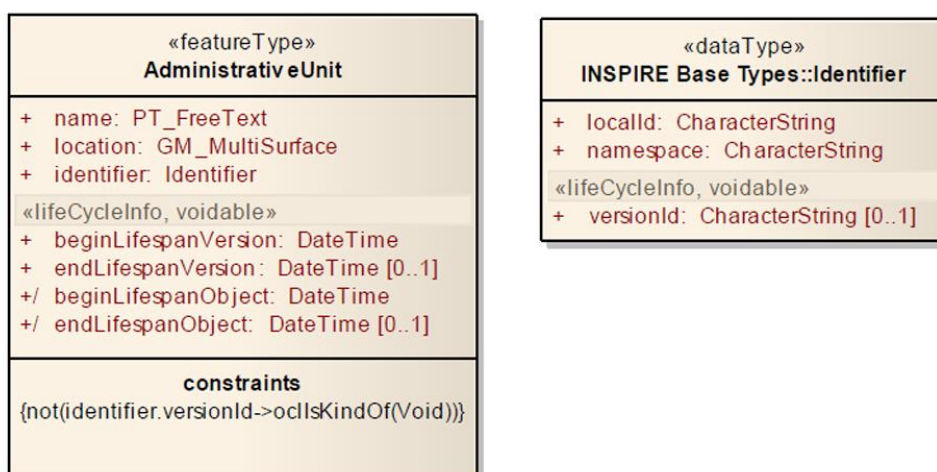 «featureType»
AdministrativeUnit
+ name: PT_FreeText
+ location: GM_MultiSurface
+ identifier: Identifier
«lifeCycleInfo, voidable»
+ beginLifespanVersion: DateTime
+ endLifespanVersion: DateTime [0..1]
+/ beginLifespanObject: DateTime
+/ endLifespanObject: DateTime [0..1]
constraints
{not(identifier.versionId->oclIsKindOf(Void))}
«dataType»
INSPIRE Base Types::Identifier
+ localId: CharacterString
+ namespace: CharacterString
«lifeCycleInfo, voidable»
+ versionId: CharacterString [0..1]